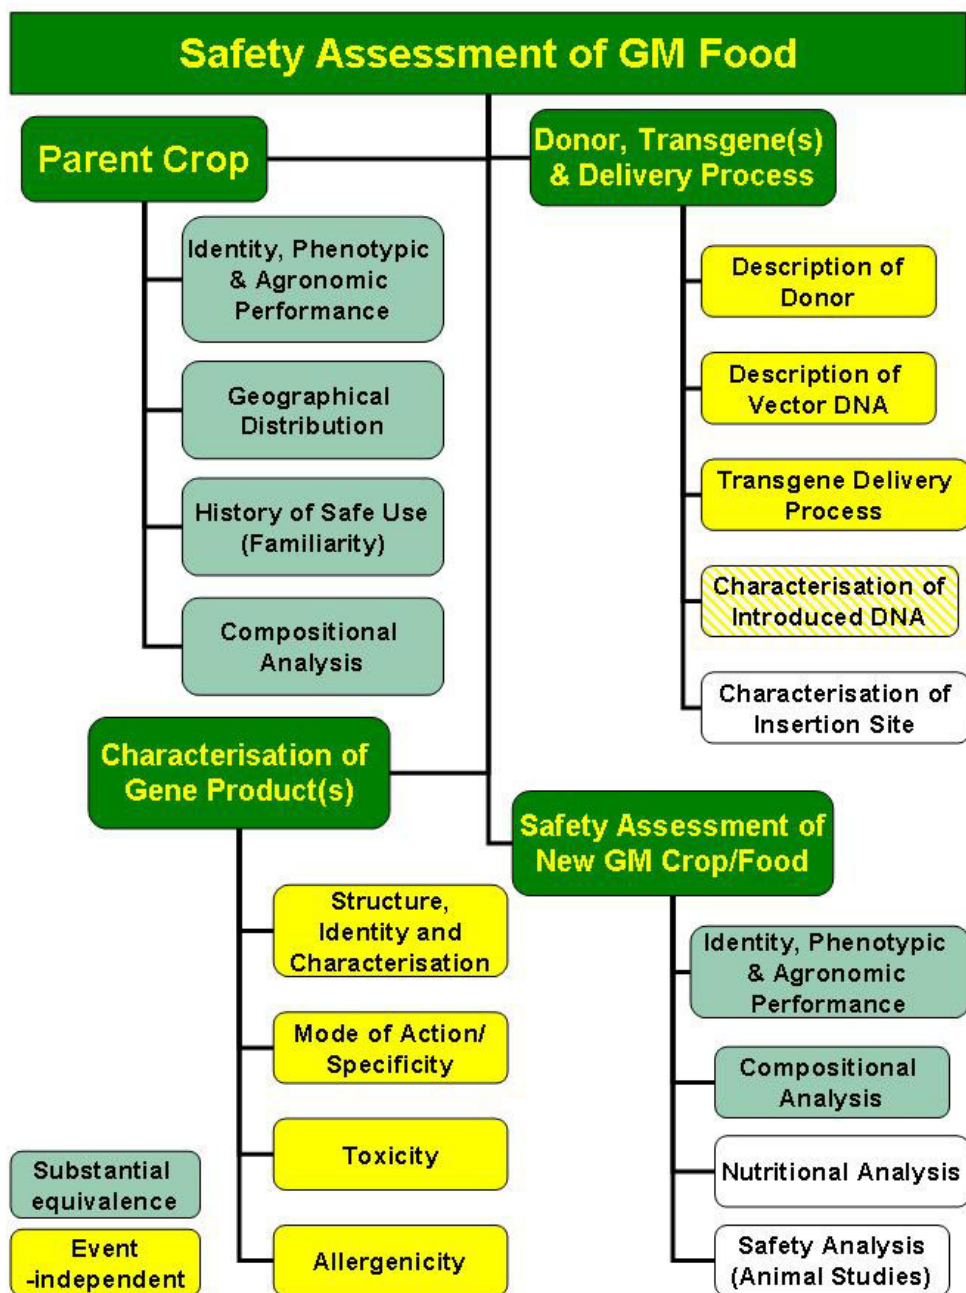 Safety Assessment of GM Food
Parent Crop
Identity, Phenotypic
& Agronomic
Performance
Geographical
Distribution
History of Safe Use
(Familiarity)
Compositional
Analysis
Donor, Transgene(s)
& Delivery Process
Description of
Donor
Description of
Vector DNA
Transgene Delivery
Process
Characterisation of
Introduced DNA
Characterisation of
Insertion Site
Characterisation of
Gene Product(s)
Structure,
Identity and
Characterisation
Mode of Action/
Specificity
Toxicity
Allergenicity
Safety Assessment of
New GM Crop/Food
Identity, Phenotypic
& Agronomic
Performance
Compositional
Analysis
Nutritional Analysis
Safety Analysis
(Animal Studies)
Substantial
equivalence
Event
-independent